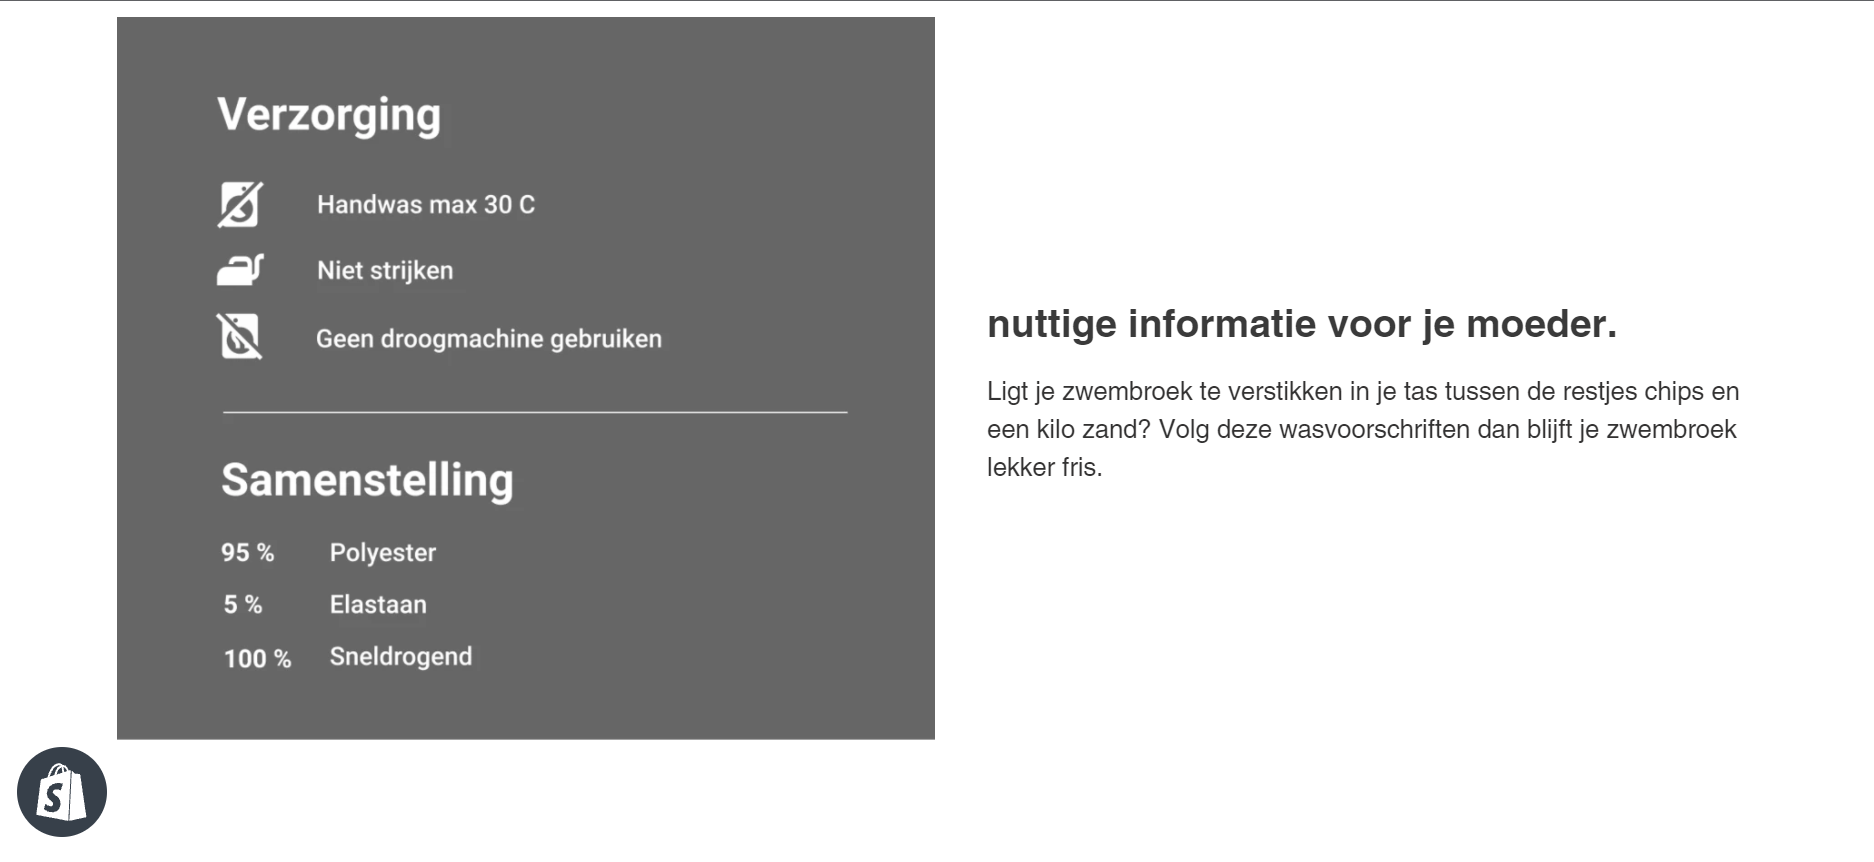 Verzorging
Handwas max 30 C
Niet strijken
Geen droogmachine gebruiken
Samenstelling
95 % Polyester
5 % Elastaan
100 % Sneldrogend
nuttige informatie voor je moeder.
Ligt je zwembroek te verstikken in je tas tussen de restjes chips en
een kilo zand? Volg deze wasvoorschriften dan blijft je zwembroek
lekker fris.
S